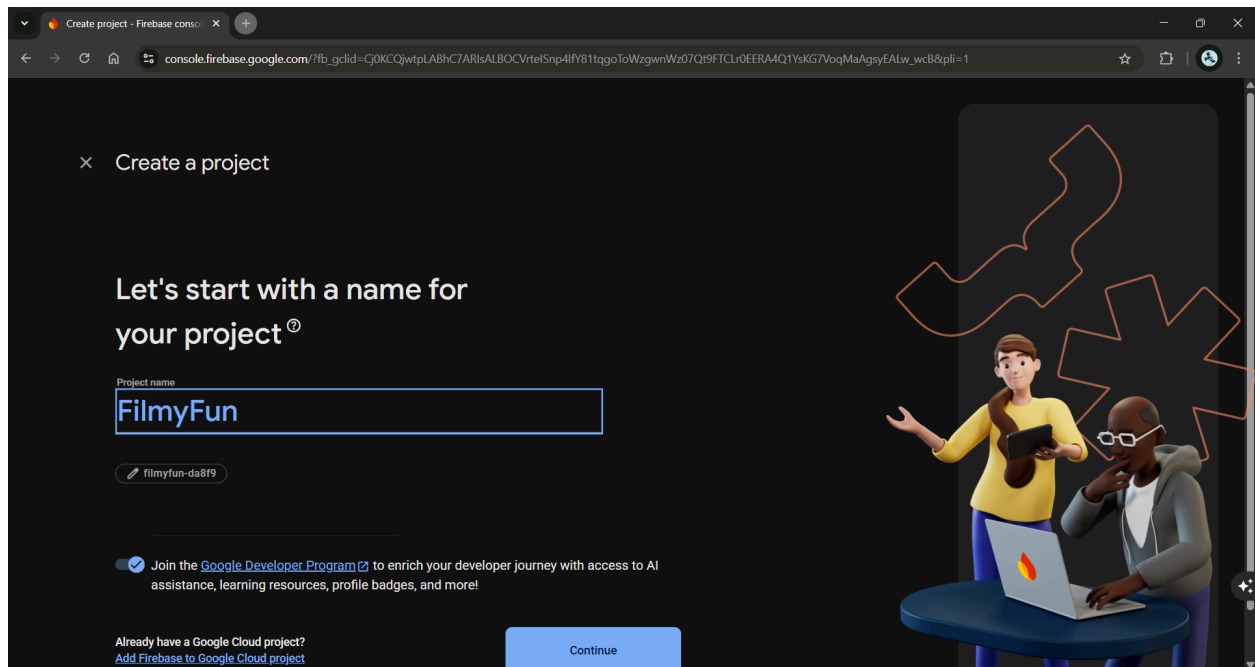 Create project - Firebase conso
console.firebase.google.com/?fb_gclid=Cj0KCQjwtpLABhC7ARIsALBOCVrtelSnp4IfY81tqgoToWzgwnWz07Qt9FTCLr0EERA4Q1YsKG7VoqMaAgsyEALw_wcB&pli=1
Create a project
Let's start with a name for
your project
Project name
FilmyFun
filmyfun-da8f9
Join the Google Developer Program to enrich your developer journey with access to AI
assistance, learning resources, profile badges, and more!
Already have a Google Cloud project?
Add Firebase to Google Cloud project
Continue